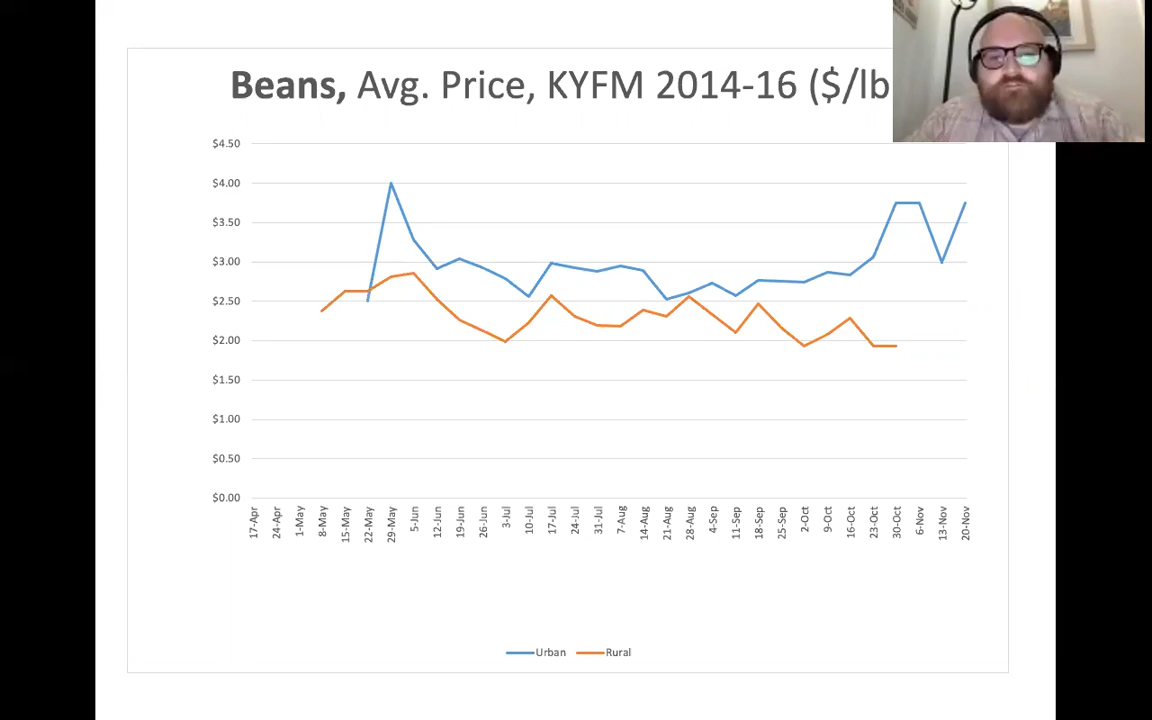 Beans, Avg. Price, KYFM 2014-16 ($/lb
$4.50
$4.00
$3.50
$3.00
$2.50
$2.00
$1.50
$1.00
$0.50
$0.00
17-Apr
24-Apr
1-May
8-May
15-May
22-May
29-May
5-Jun
12-Jun
19-Jun
26-Jun
3-Jul
10-Jul
17-Jul
24-Jul
31-Jul
7-Aug
14-Aug
21-Aug
28-Aug
4-Sep
11-Sep
18-Sep
25-Sep
2-Oct
9-Oct
16-Oct
23-Oct
30-Oct
6-Nov
13-Nov
20-Nov
Urban
Rural